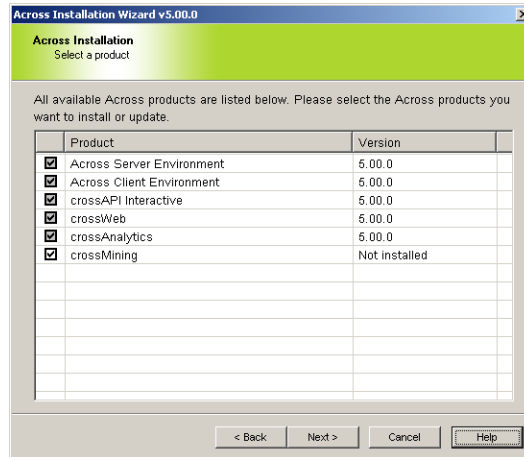 Across Installation Wizard v5.00.0
Across Installation
Select a product
All available Across products are listed below. Please select the Across products you
want to install or update.
Product Version
Across Server Environment 5.00.0
Across Client Environment 5.00.0
crossAPI Interactive 5.00.0
crossWeb 5.00.0
crossAnalytics 5.00.0
crossMining Not installed
< Back Next > Cancel Help